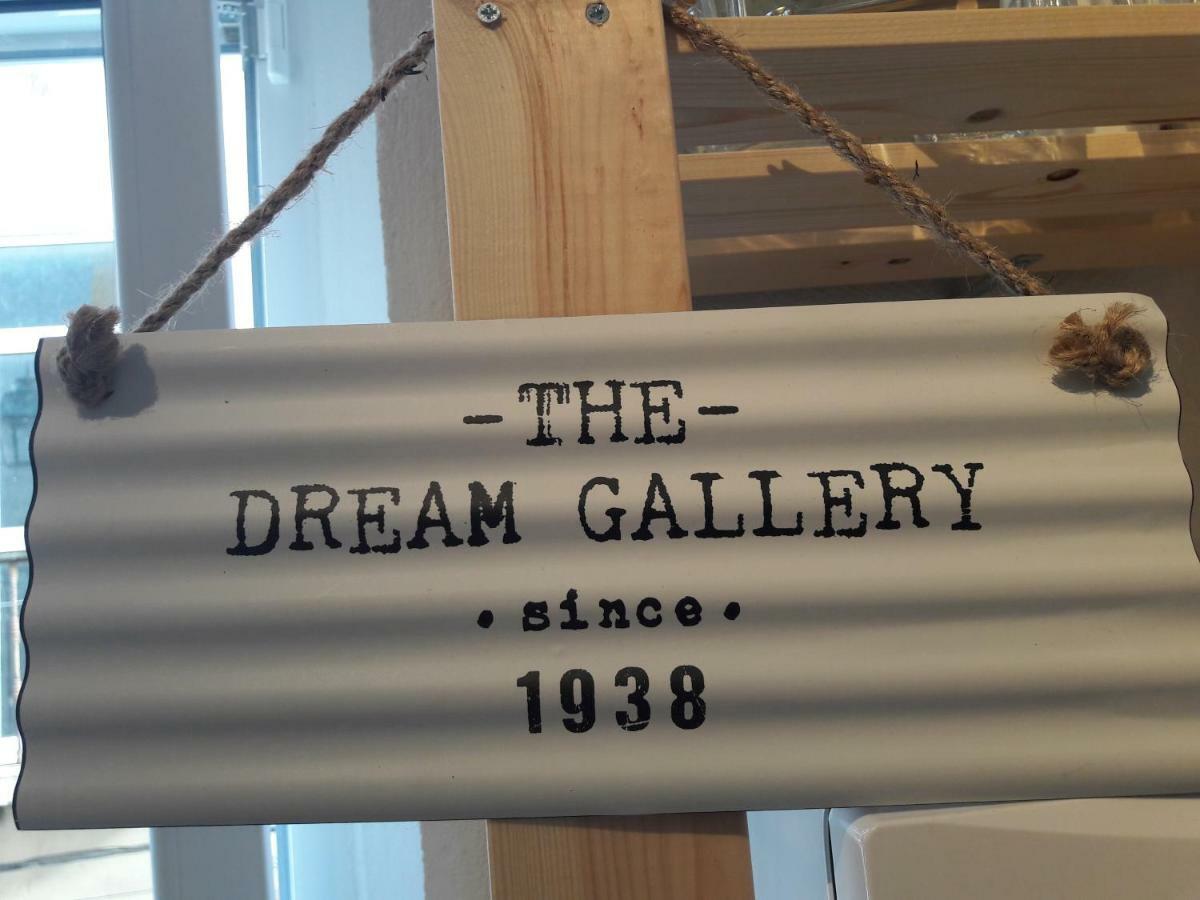 -THE-
DREAM GALLERY
• since •
1938